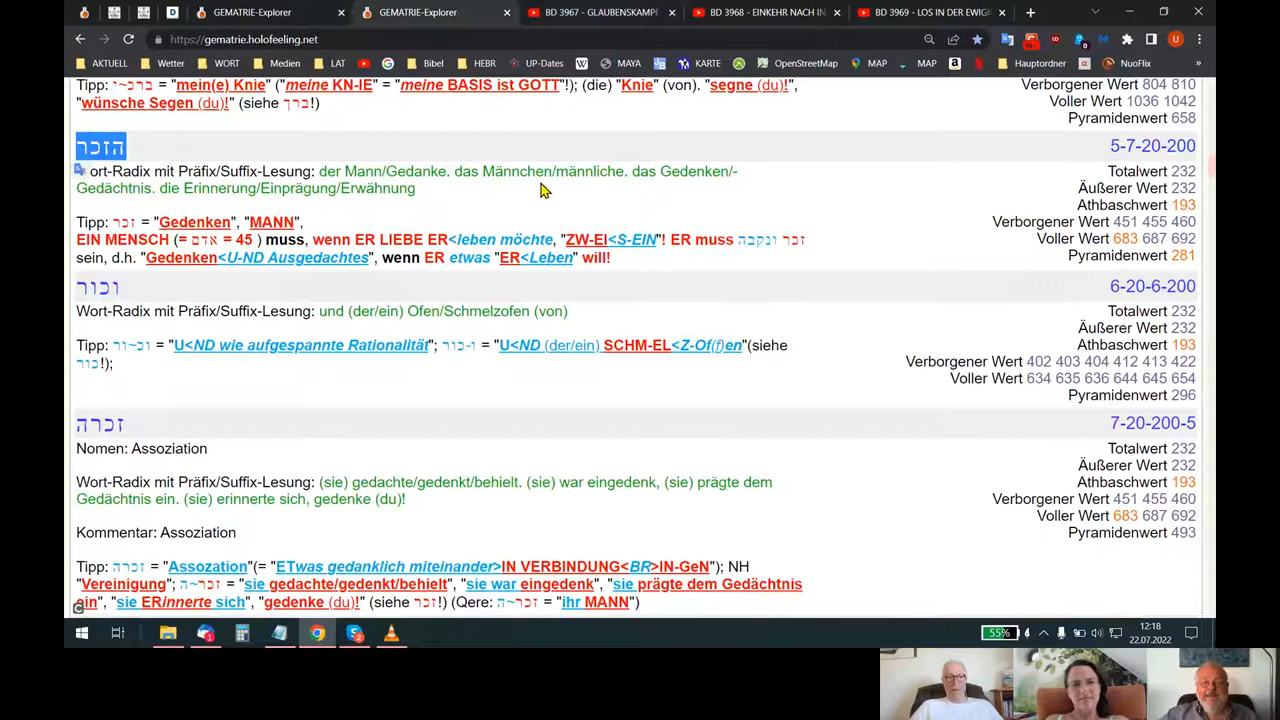 GEMATRIE-Explorer
GEMATRIE-Explorer
BD 3967 - GLAUBENSKAMPF
BD 3968 - EINKEHR NACH IN
BD 3969 - LOS IN DER EWIGK
https://gematrie.holofeeling.net
AKTUELL Wetter WORT Medien LAT Bibel HEBR UP-Dates MAYA KARTE OpenStreetMap MAP MAP Hauptordner NuoFlix
Tipp: ברכ~י = "mein(e) Knie ("meine KN-IE" = "meine BASIS ist GOTT"!); (die) "Knie (von). "segne (du)!",
"wünsche Segen (du)!" (siehe ברך!)
Verborgener Wert 804 810
Voller Wert 1036 1042
Pyramidenwert 658
הזכר
5-7-20-200
ort-Radix mit Präfix/Suffix-Lesung: der Mann/Gedanke. das Männchen/männliche. das Gedenken/-
Gedächtnis. die Erinnerung/Einprägung/Erwähnung
Tipp: זכר = "Gedenken", "MANN",
EIN MENSCH (= אדם = 45 ) muss, wenn ER LIEBE ER<leben möchte, "ZW-EI<S-EIN"! ER muss זכר ונקבה
sein, d.h. "Gedenken<U-ND Ausgedachtes", wenn ER etwas "ER<Leben" will!
Totalwert 232
Äußerer Wert 232
Athbaschwert 193
Verborgener Wert 451 455 460
Voller Wert 683 687 692
Pyramidenwert 281
וכור
6-20-6-200
Wort-Radix mit Präfix/Suffix-Lesung: und (der/ein) Ofen/Schmelzofen (von)
Tipp: וכ~ור = "U<ND wie aufgespannte Rationalität"; ו-כור = "U<ND (der/ein) SCHM-EL<Z-Of(f)en"(siehe
כור!);
Totalwert 232
Äußerer Wert 232
Athbaschwert 193
Verborgener Wert 402 403 404 412 413 422
Voller Wert 634 635 636 644 645 654
Pyramidenwert 296
זכרה
7-20-200-5
Nomen: Assoziation
Wort-Radix mit Präfix/Suffix-Lesung: (sie) gedachte/gedenkt/behielt. (sie) war eingedenk, (sie) prägte dem
Gedächtnis ein. (sie) erinnerte sich, gedenke (du)!
Kommentar: Assoziation
Tipp: זכרה = "Assozation"(= "ETwas gedanklich miteinander>IN VERBINDUNG<BR>IN-GeN"); NH
"Vereinigung"; זכר~ה = "sie gedachte/gedenkt/behielt", "sie war eingedenk", "sie prägte dem Gedächtnis
ein", "sie ERinnerte sich", "gedenke (du)!" (siehe זכר!) (Qere: זכר~ה = "ihr MANN")
Totalwert 232
Äußerer Wert 232
Athbaschwert 193
Verborgener Wert 451 455 460
Voller Wert 683 687 692
Pyramidenwert 493
55%
12:18
22.07.2022